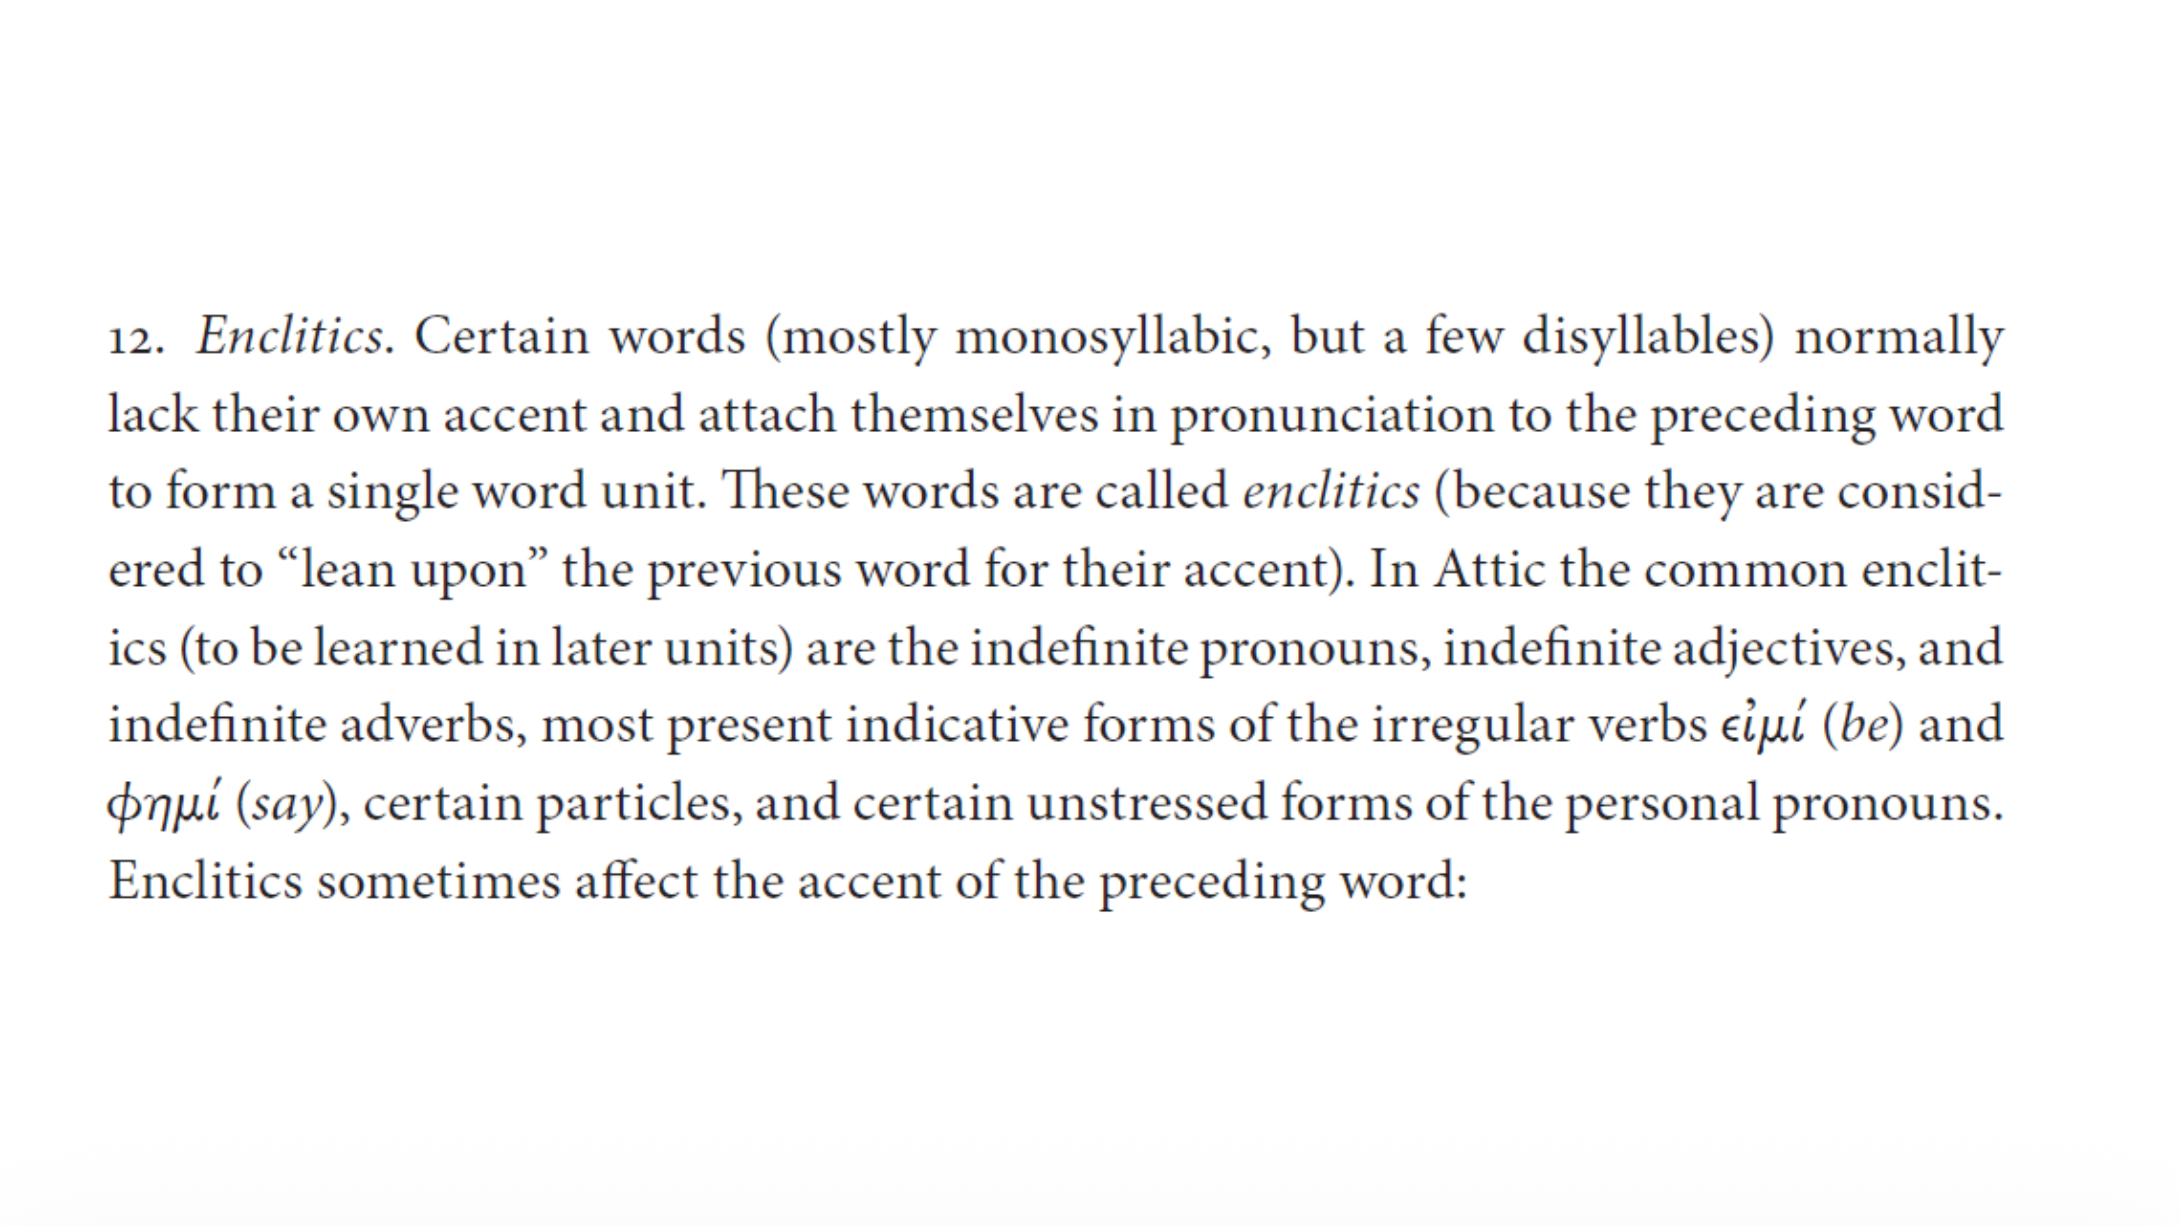 12. Enclitics. Certain words (mostly monosyllabic, but a few disyllables) normally
lack their own accent and attach themselves in pronunciation to the preceding word
to form a single word unit. These words are called enclitics (because they are consid-
ered to “lean upon” the previous word for their accent). In Attic the common enclit-
ics (to be learned in later units) are the indefinite pronouns, indefinite adjectives, and
indefinite adverbs, most present indicative forms of the irregular verbs εἰμί (be) and
φημί (say), certain particles, and certain unstressed forms of the personal pronouns.
Enclitics sometimes affect the accent of the preceding word: